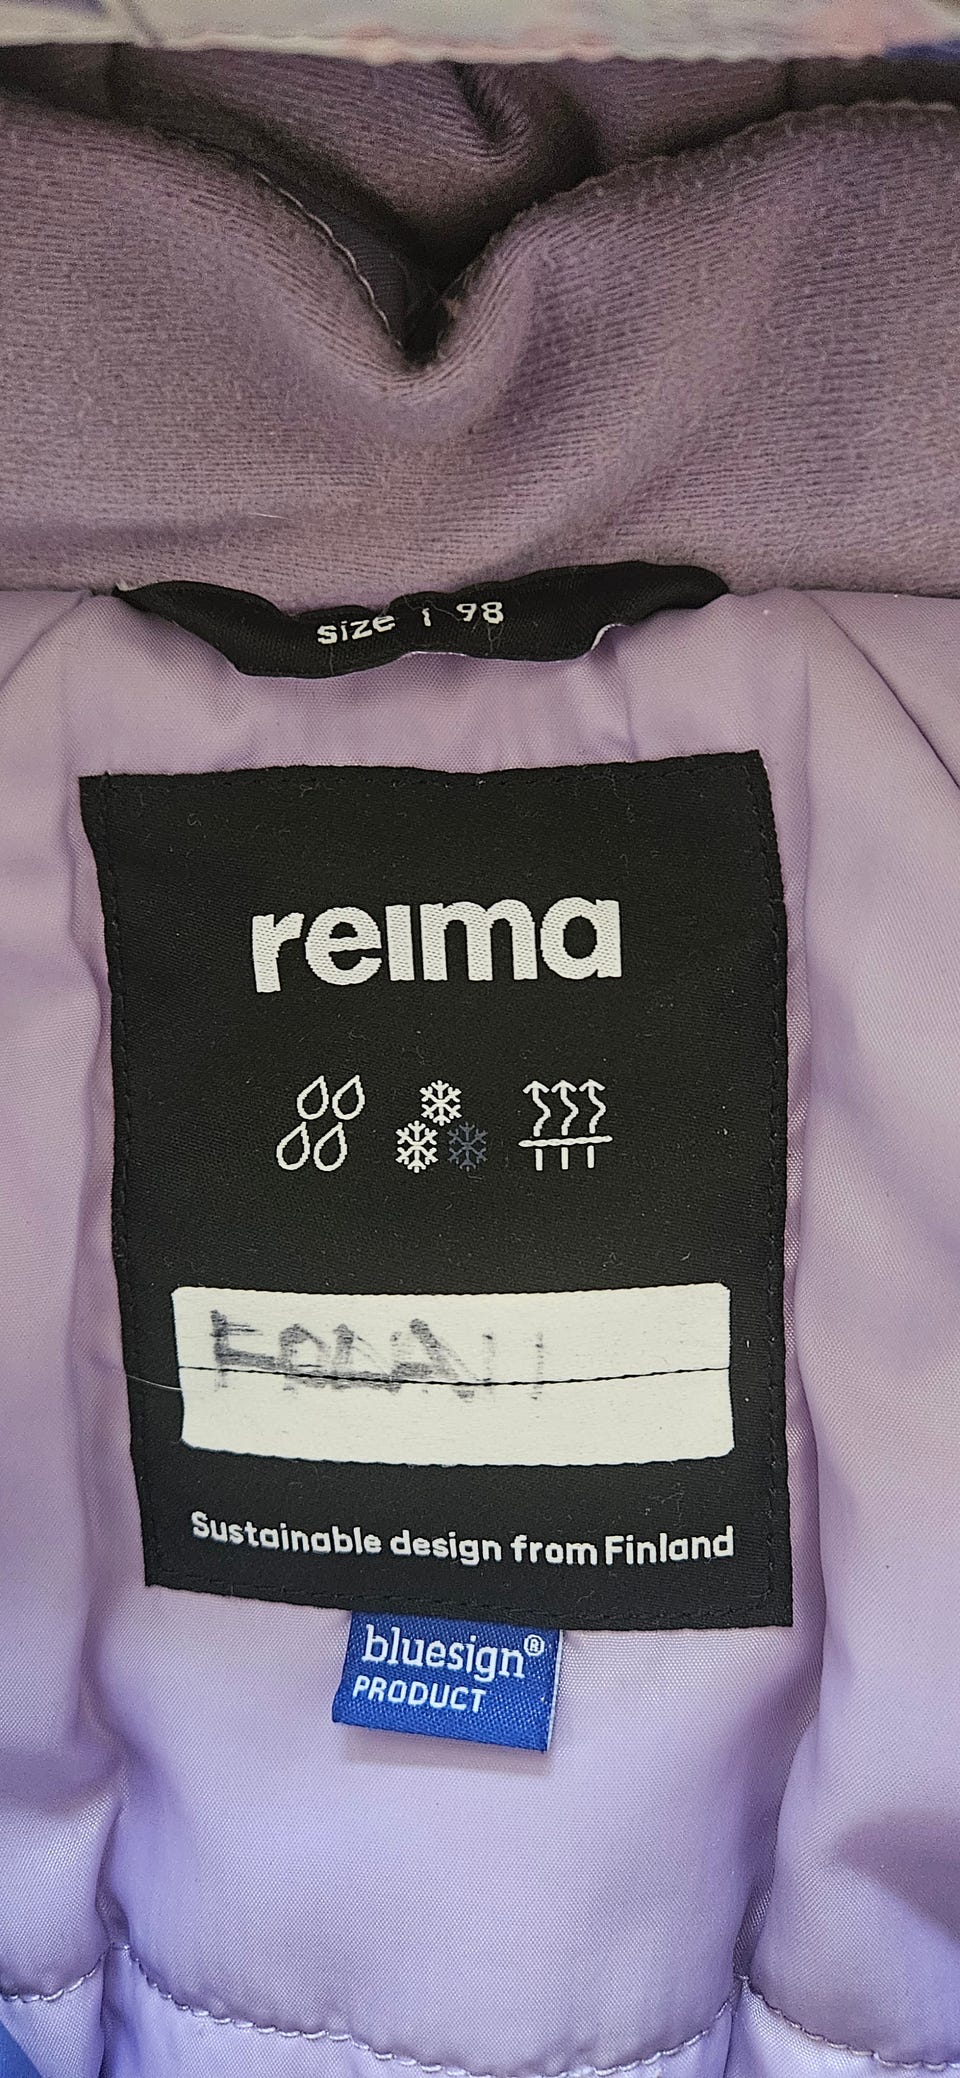 size | 98
reima
Sustainable design from Finland
bluesign®
PRODUCT